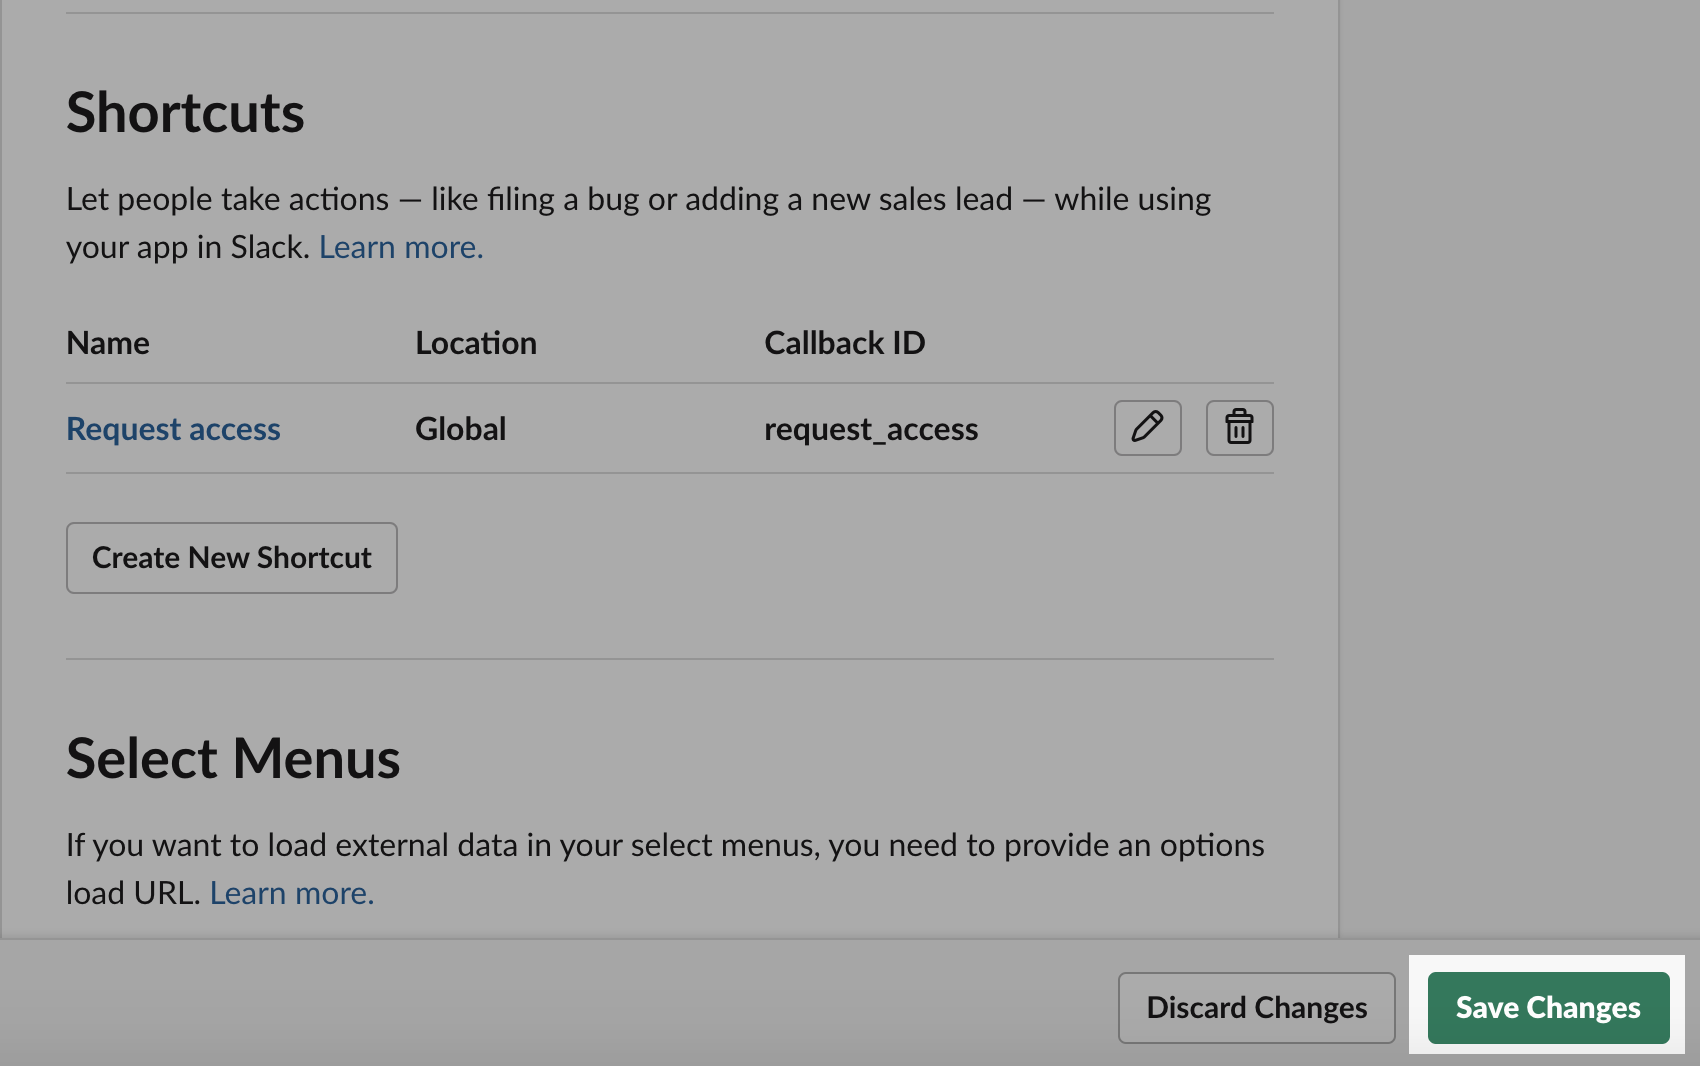 Shortcuts
Let people take actions — like filing a bug or adding a new sales lead — while using
your app in Slack. Learn more.
Name Location Callback ID
Request access Global request_access
Create New Shortcut
Select Menus
If you want to load external data in your select menus, you need to provide an options
load URL. Learn more.
Discard Changes Save Changes